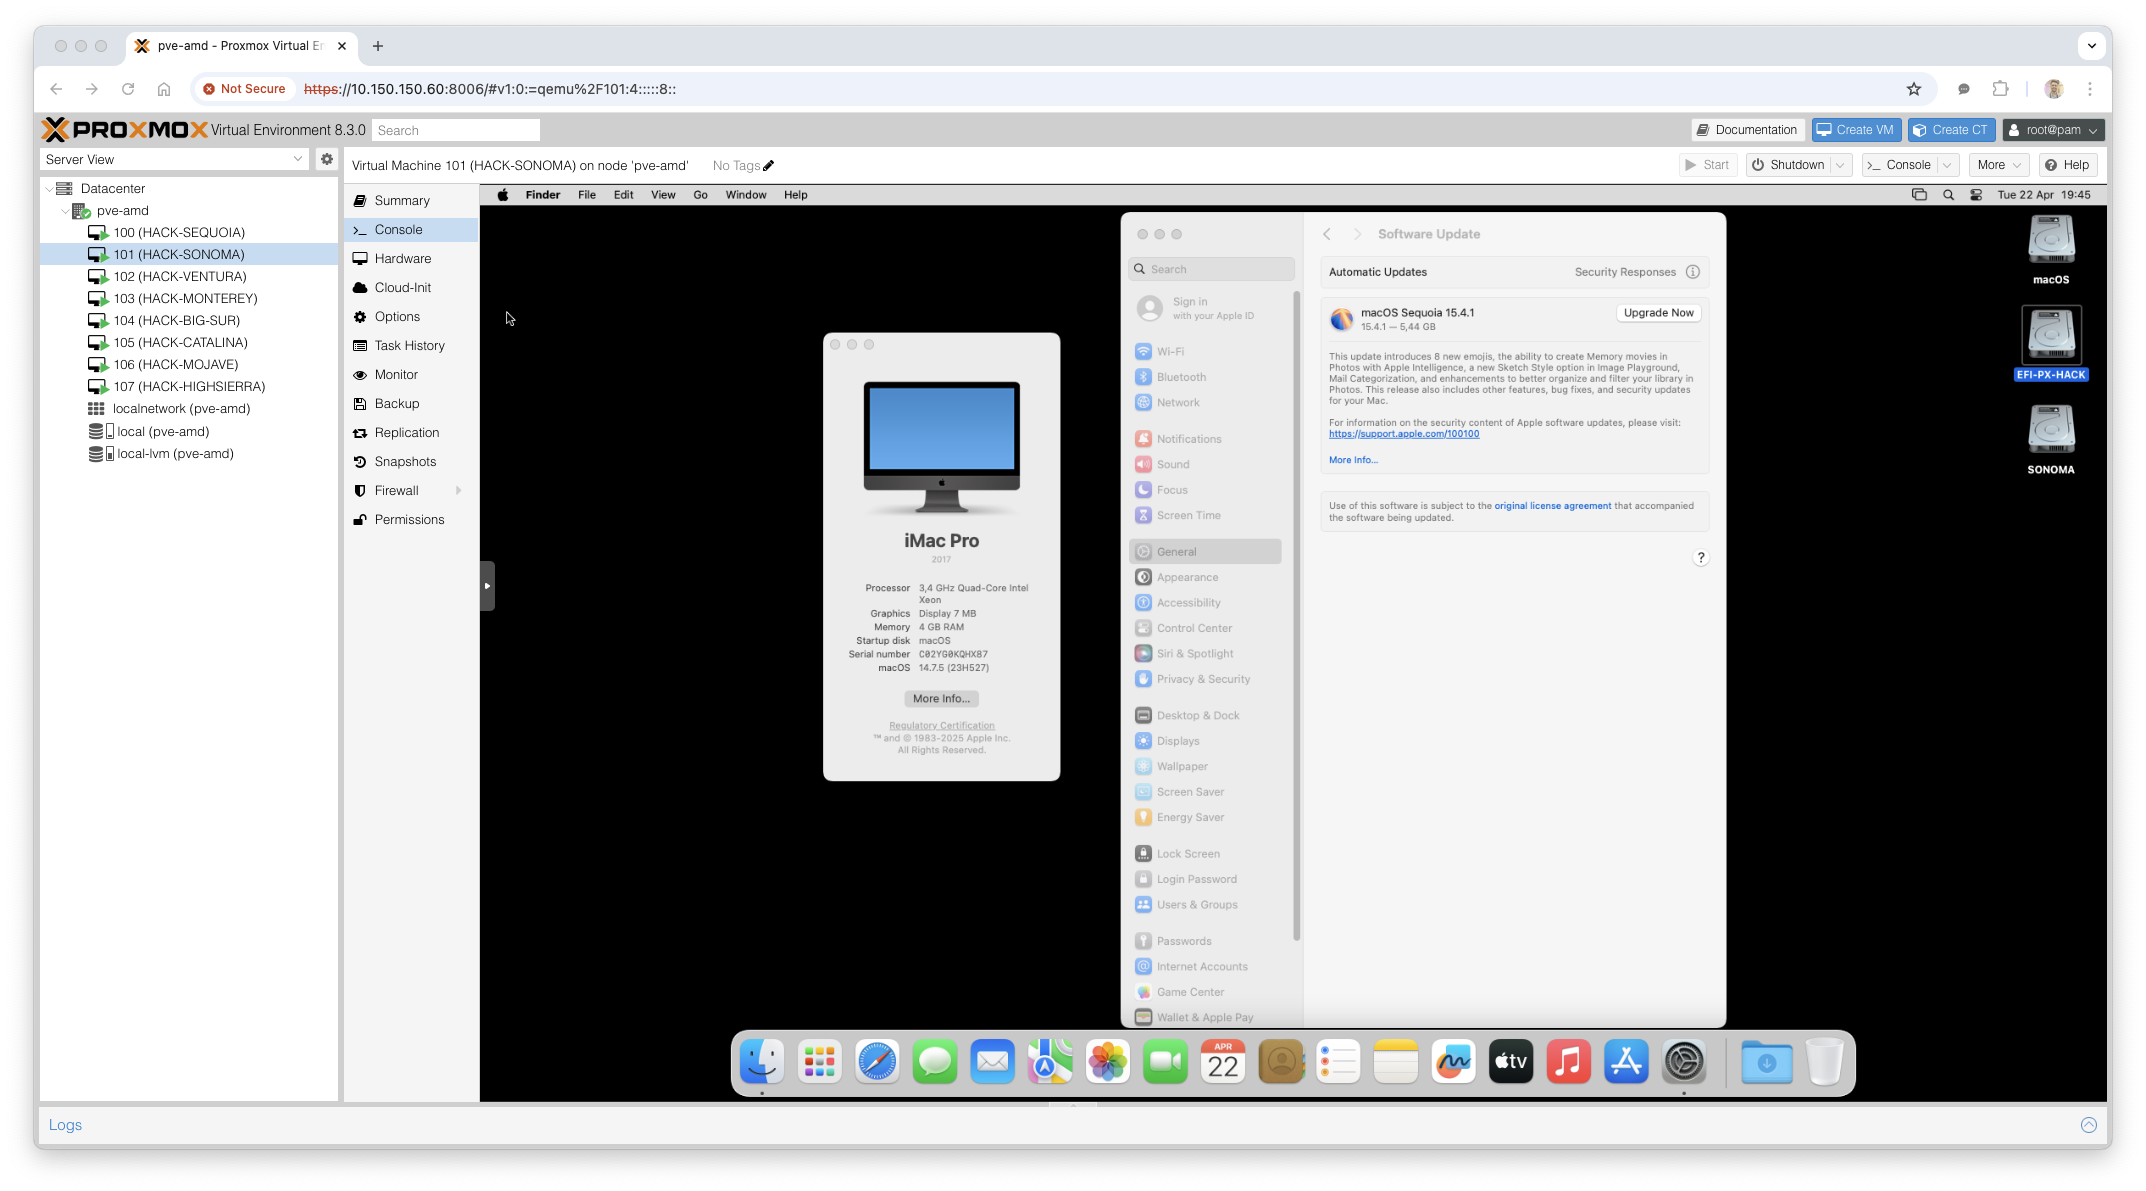 pve-amd - Proxmox Virtual Er
Not Secure https://10.150.150.60:8006/#v1:0:=qemu%2F101:4:::::8::
PROXMOX Virtual Environment 8.3.0 Search
Documentation Create VM Create CT root@pam
Server View
Virtual Machine 101 (HACK-SONOMA) on node 'pve-amd' No Tags
Start Shutdown Console More Help
Datacenter
pve-amd
100 (HACK-SEQUOIA)
101 (HACK-SONOMA)
102 (HACK-VENTURA)
103 (HACK-MONTEREY)
104 (HACK-BIG-SUR)
105 (HACK-CATALINA)
106 (HACK-MOJAVE)
107 (HACK-HIGHSIERRA)
localnetwork (pve-amd)
local (pve-amd)
local-lvm (pve-amd)
Summary
Console
Hardware
Cloud-Init
Options
Task History
Monitor
Backup
Replication
Snapshots
Firewall
Permissions
Finder File Edit View Go Window Help
Tue 22 Apr 19:45
iMac Pro
2017
Processor 3,4 GHz Quad-Core Intel
Xeon
Graphics Display 7 MB
Memory 4 GB RAM
Startup disk macOS
Serial number C02YG0KQHX87
macOS 14.7.5 (23H527)
More Info...
Regulatory Certification
™ and © 1983-2025 Apple Inc.
All Rights Reserved.
Search
Sign in
with your Apple ID
Wi-Fi
Bluetooth
Network
Notifications
Sound
Focus
Screen Time
General
Appearance
Accessibility
Control Center
Siri & Spotlight
Privacy & Security
Desktop & Dock
Displays
Wallpaper
Screen Saver
Energy Saver
Lock Screen
Login Password
Users & Groups
Passwords
Internet Accounts
Game Center
Wallet & Apple Pay
Software Update
Automatic Updates Security Responses
macOS Sequoia 15.4.1 Upgrade Now
15.4.1 — 5,44 GB
This update introduces 8 new emojis, the ability to create Memory movies in
Photos with Apple Intelligence, a new Sketch Style option in Image Playground,
Mail Categorization, and enhancements to better organize and filter your library in
Photos. This release also includes other features, bug fixes, and security updates
for your Mac.
For information on the security content of Apple software updates, please visit:
https://support.apple.com/100100
More Info...
Use of this software is subject to the original license agreement that accompanied
the software being updated.
?
macOS
EFI-PX-HACK
SONOMA
APR
22
tv
Logs